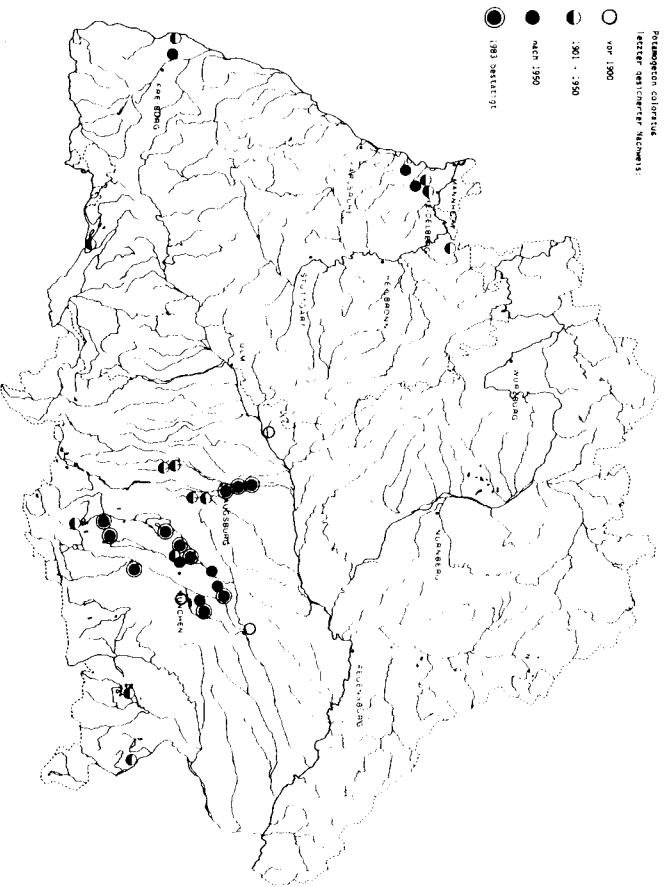 Potamogeton coloratus
letzter gesicherter Nachweis:
vor 1900
1901 - 1950
nach 1950
1983 bestätigt
MANNHEIM
HEIDELBERG
KARLSRUHE
HEILBRONN
STUTTGART
FREIBURG
ULM
WÜRZBURG
NÜRNBERG
REGENSBURG
AUGSBURG
MÜNCHEN